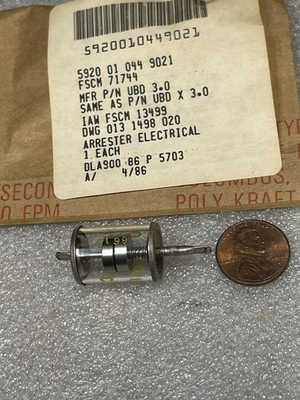 5920010449021
5920 01 044 9021
FSCM 71744
MFR P/N UBD 3.0
SAME AS P/N UBD X 3.0
IAW FSCM 13499
DWG 013 1498 020
ARRESTER ELECTRICAL
1 EACH
DLA900 86 P 5703
A/ 4/86
COLUMBUS,
POLY KRAFT